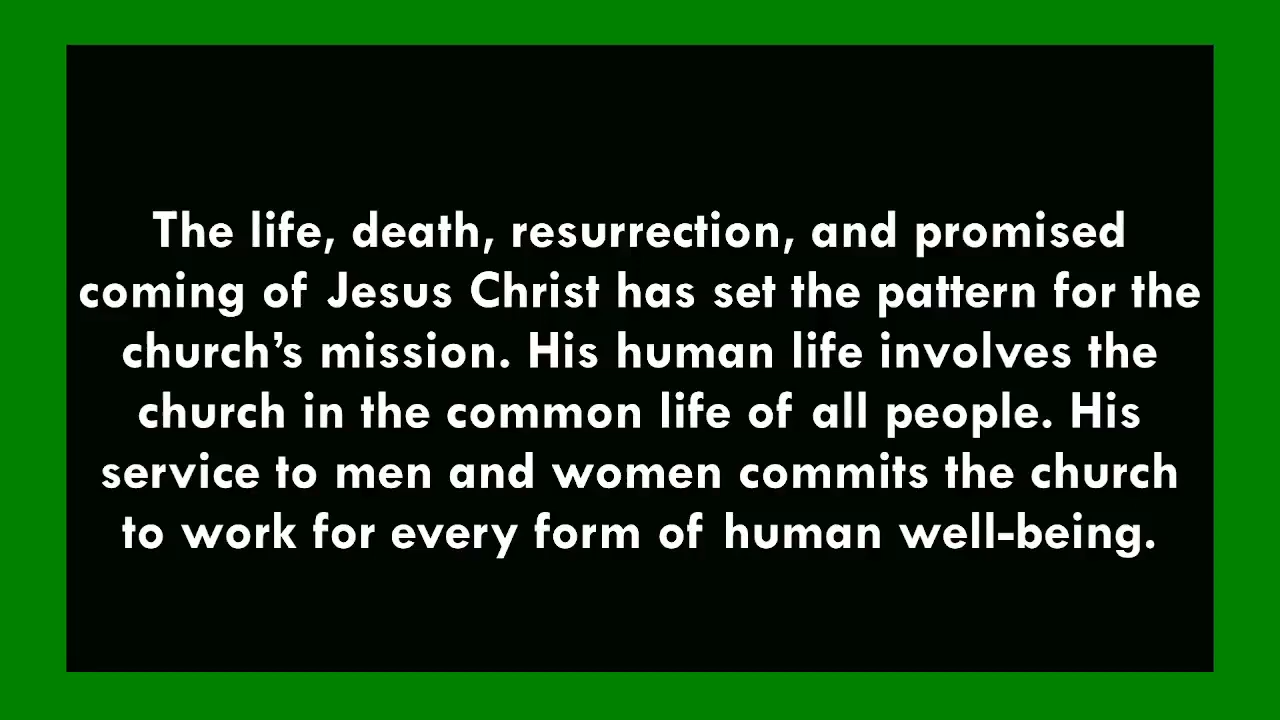 The life, death, resurrection, and promised
coming of Jesus Christ has set the pattern for the
church’s mission. His human life involves the
church in the common life of all people. His
service to men and women commits the church
to work for every form of human well-being.